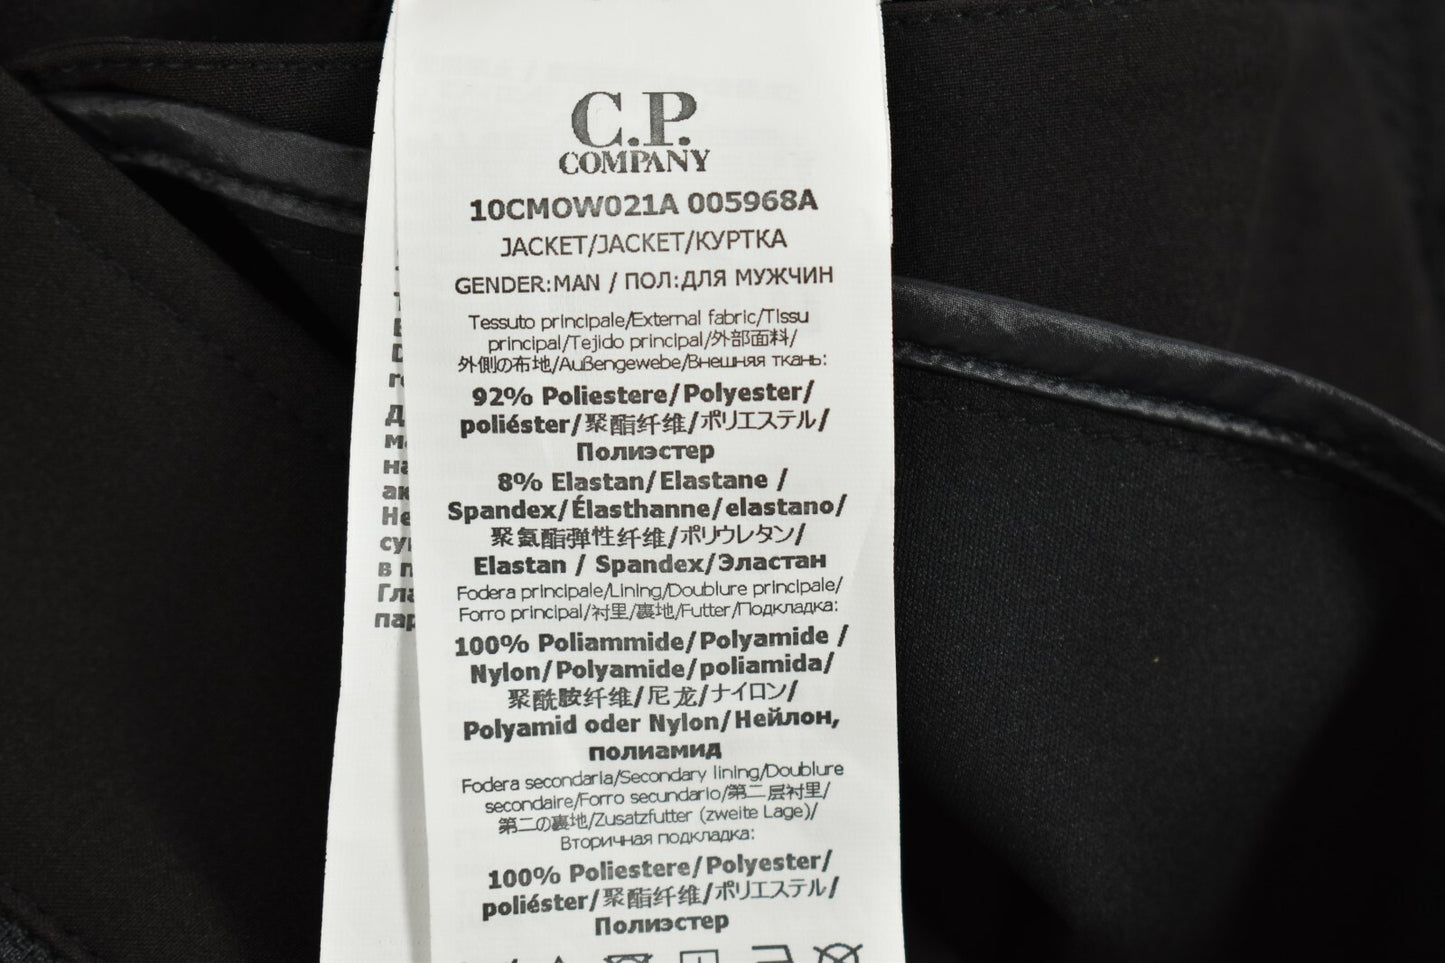 C.P.
COMPANY
10CMOW021A 005968A
JACKET/JACKET/КУРТКА
GENDER:MAN / ПОЛ:ДЛЯ МУЖЧИН
Tessuto principale/External fabric/Tissu
principal/Tejido principal/外部面料/
外側の布地/Außengewebe/Внешняя ткань:
92% Poliestere/Polyester/
poliéster/聚酯纤维/ポリエステル/
Полиэстер
8% Elastan/Elastane /
Spandex/Élasthanne/elastano/
聚氨酯弹性纤维/ポリウレタン/
Elastan / Spandex/Эластан
Fodera principale/Lining/Doublure principale/
Forro principal/衬里/裏地/Futter/Подкладка:
100% Poliammide/Polyamide /
Nylon/Polyamide/poliamida/
聚酰胺纤维/尼龙/ナイロン/
Polyamid oder Nylon/Нейлон,
полиамид
Fodera secondaria/Secondary lining/Doublure
secondaire/Forro secundario/第二层衬里/
第二の裏地/Zusatzfutter (zweite Lage)/
Вторичная подкладка:
100% Poliestere/Polyester/
poliéster/聚酯纤维/ポリエステル/
Полиэстер